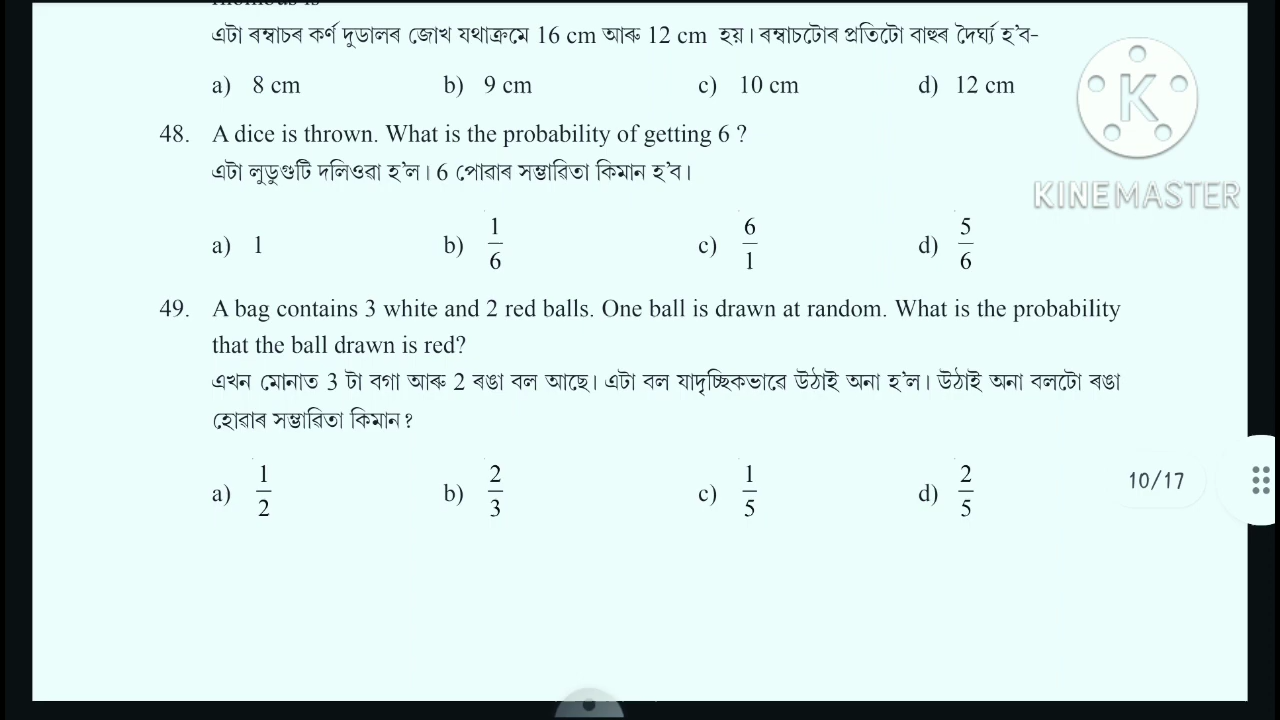 এটা ৰম্বাচৰ কৰ্ণ দুডালৰ জোখ যথাক্ৰমে 16 cm আৰু 12 cm হয়। ৰম্বাচটোৰ প্ৰতিটো বাহুৰ দৈৰ্ঘ্য হ’ব-
a) 8 cm b) 9 cm c) 10 cm d) 12 cm
48. A dice is thrown. What is the probability of getting 6 ?
এটা লুডুগুটি দলিওৱা হ’ল। 6 পোৱাৰ সম্ভাৱিতা কিমান হ’ব।
a) 1 b) 1/6 c) 6/1 d) 5/6
49. A bag contains 3 white and 2 red balls. One ball is drawn at random. What is the probability
that the ball drawn is red?
এখন মোনাত 3 টা বগা আৰু 2 ৰঙা বল আছে। এটা বল যাদৃচ্ছিকভাৱে উঠাই অনা হ’ল। উঠাই অনা বলটো ৰঙা
হোৱাৰ সম্ভাৱিতা কিমান?
a) 1/2 b) 2/3 c) 1/5 d) 2/5
10/17
K
KINEMASTER